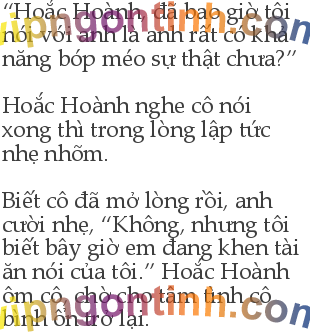 “Hoắc Hoành, đã bao giờ tôi
nói với anh là anh rất có khả
năng bóp méo sự thật chưa?”
Hoắc Hoành nghe cô nói
xong thì trong lòng lập tức
nhẹ nhõm.
Biết cô đã mở lòng rồi, anh
cười nhẹ, “Không, nhưng tôi
biết bây giờ em đang khen tài
ăn nói của tôi.” Hoắc Hoành
ôm cô, chờ cho tâm tình cô
bình ổn trở lại.